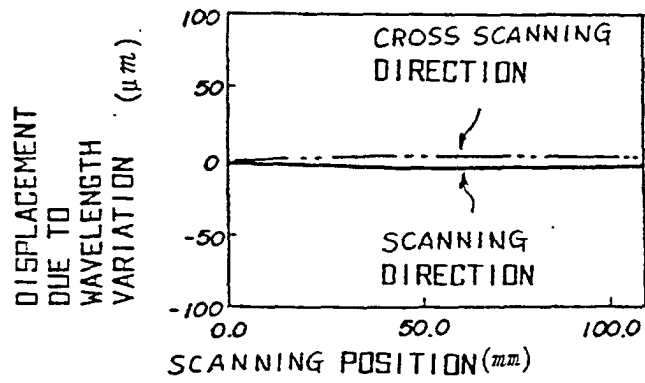 DISPLACEMENT
DUE TO
WAVELENGTH
VARIATION (μm).
100
50
0
-50
-100
CROSS SCANNING
DIRECTION
SCANNING
DIRECTION
0.0 50.0 100.0
SCANNING POSITION (mm)